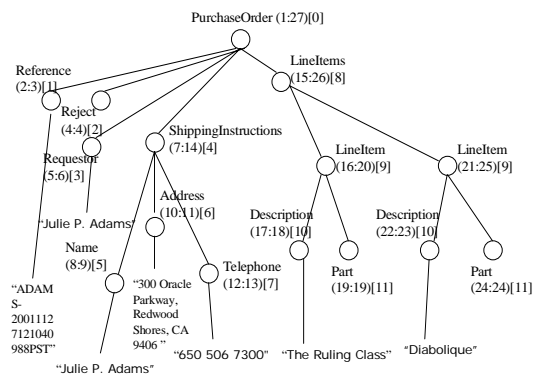 PurchaseOrder (1:27)[0]
LineItems
(15:26)[8]
Reference
(2:3)[1]
Reject
(4:4)[2]
Requestor
(5:6)[3]
ShippingInstructions
(7:14)[4]
LineItem
(16:20)[9]
LineItem
(21:25)[9]
Address
(10:11)[6]
"Julie P. Adams"
Description
(17:18)[10]
Description
(22:23)[10]
Name
(8:9)[5]
Telephone
(12:13)[7]
Part
(19:19)[11]
Part
(24:24)[11]
"ADAM
S-
2001112
7121040
988PST"
"300 Oracle
Parkway,
Redwood
Shores, CA
9406 "
"650 506 7300"
"The Ruling Class"
"Diabolique"
"Julie P. Adams"